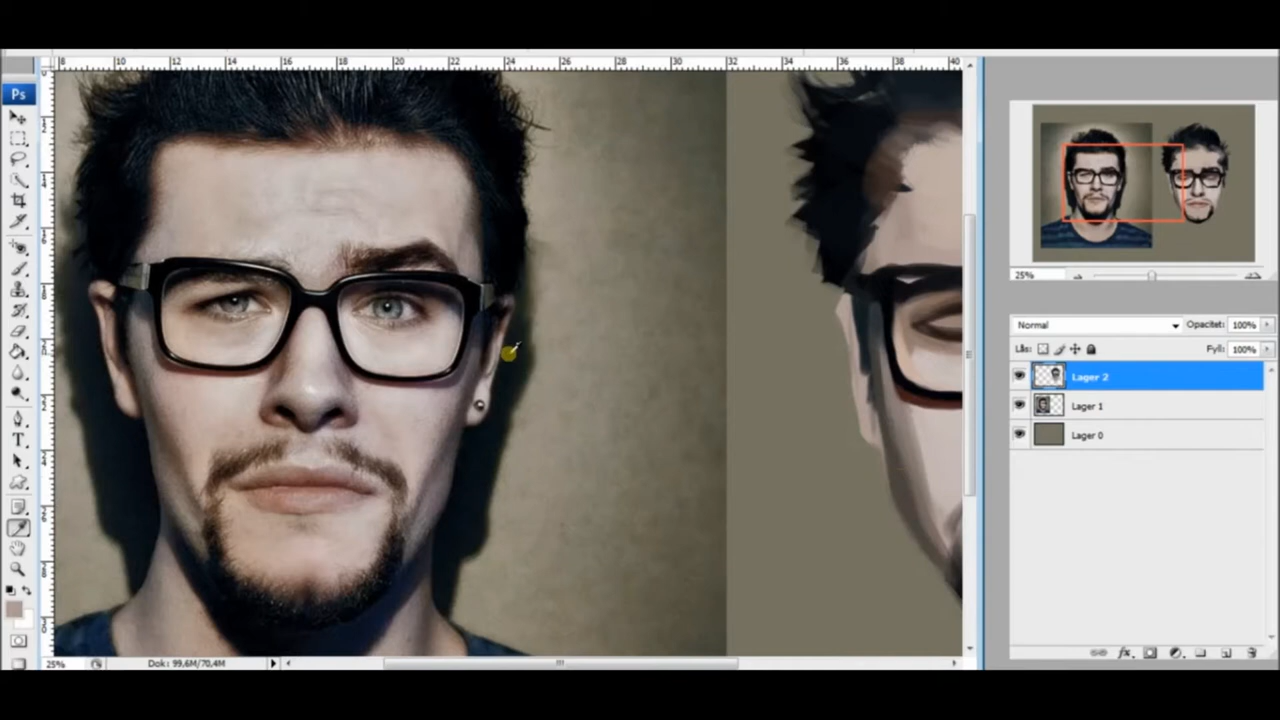 8 10 12 14 16 18 20 22 24 26 28 30 32 34 36 38 40
Ps
25%
Normal
Opacitet: 100%
Lås:
Fyll: 100%
Lager 2
Lager 1
Lager 0
T
fx
25%
Dok: 99,6M/70,4M